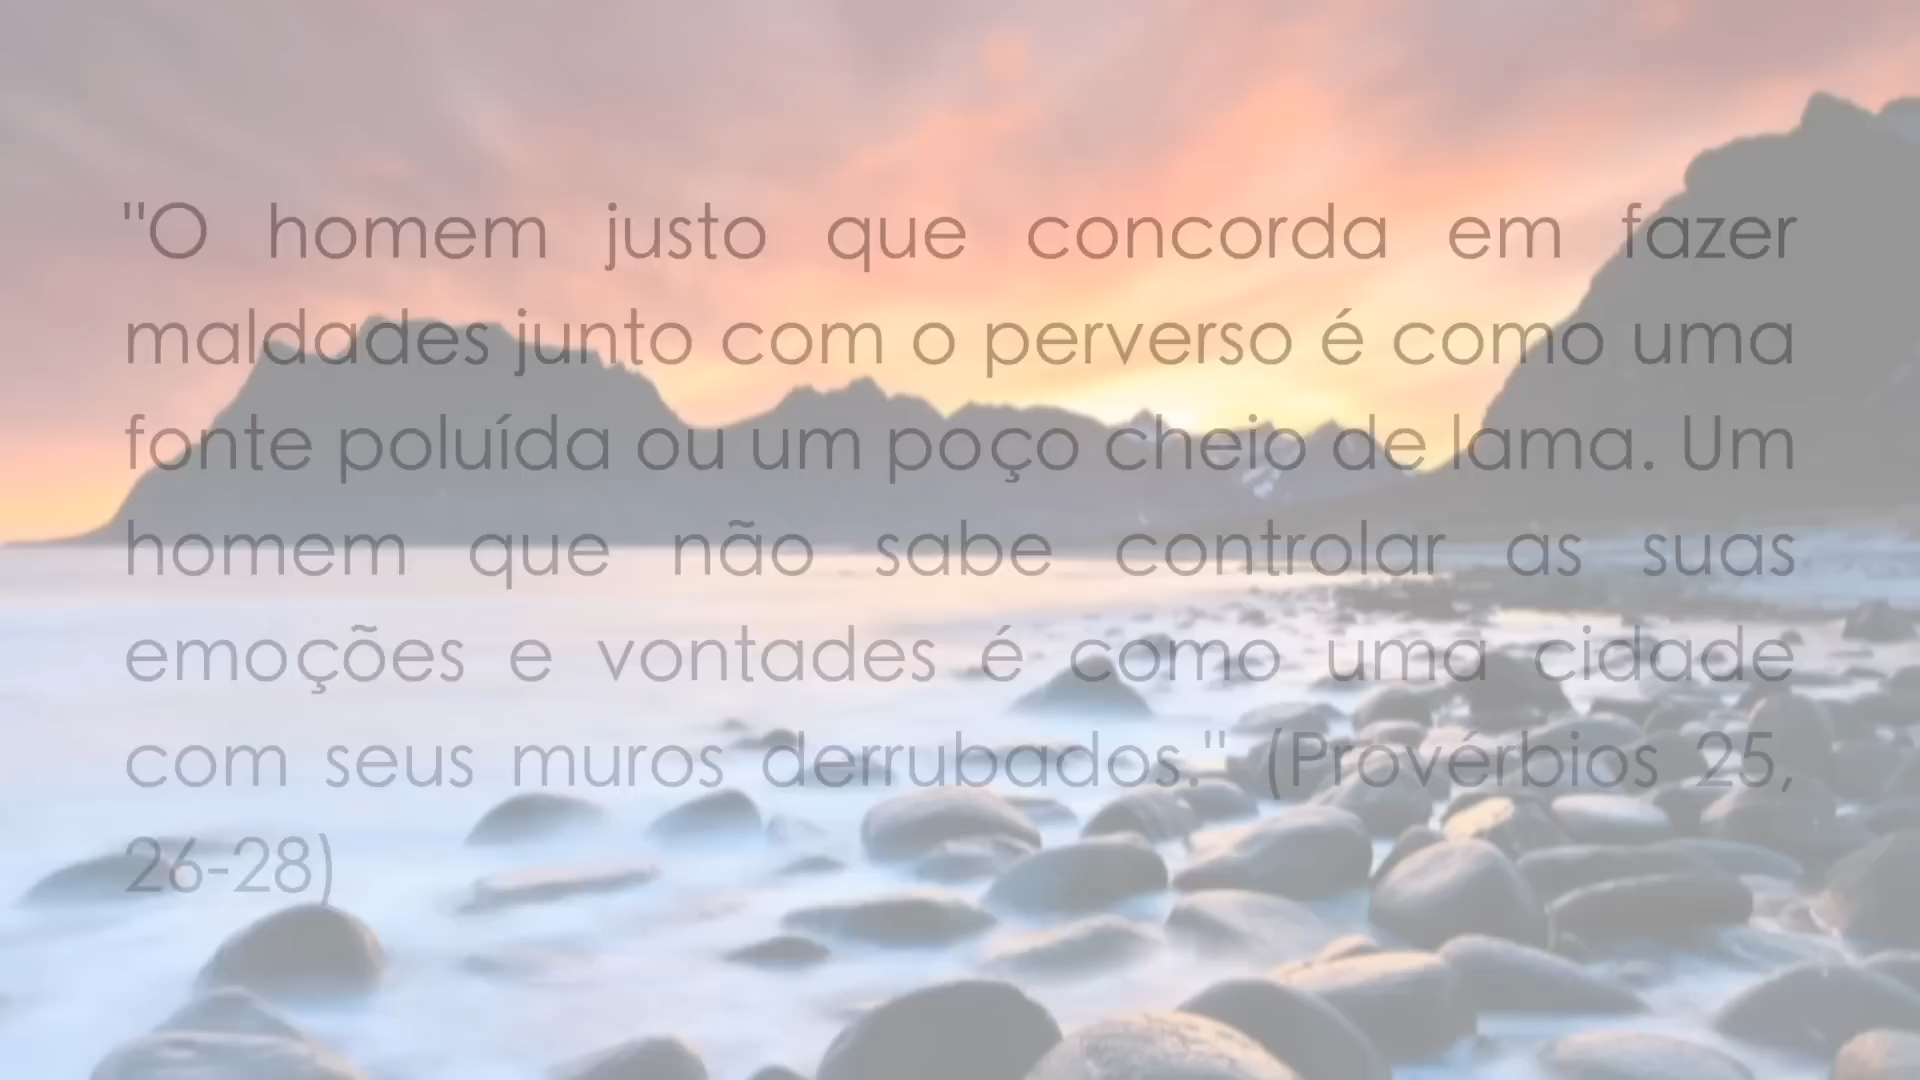 "O homem justo que concorda em fazer
maldades junto com o perverso é como uma
fonte poluída ou um poço cheio de lama. Um
homem que não sabe controlar as suas
emoções e vontades é como uma cidade
com seus muros derrubados." (Provérbios 25,
26-28)